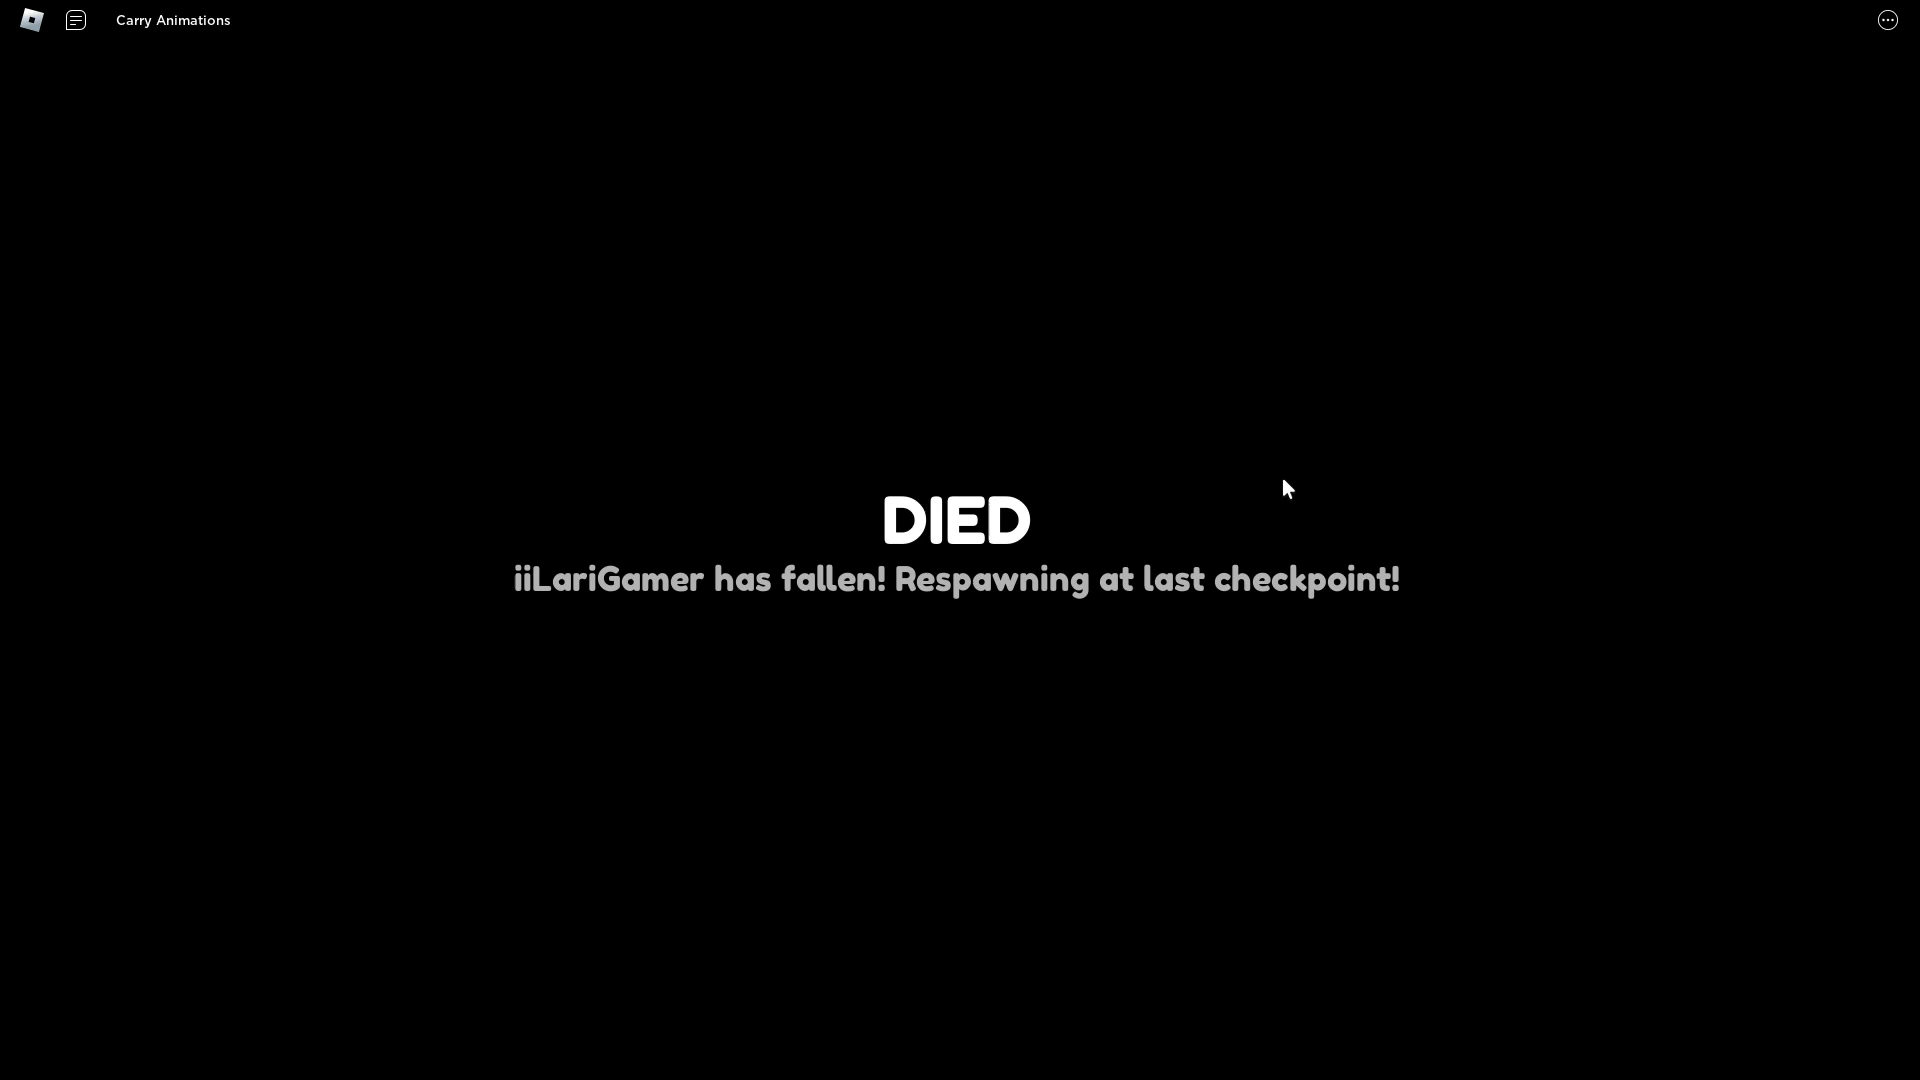 Carry Animations
DIED
iiLariGamer has fallen! Respawning at last checkpoint!